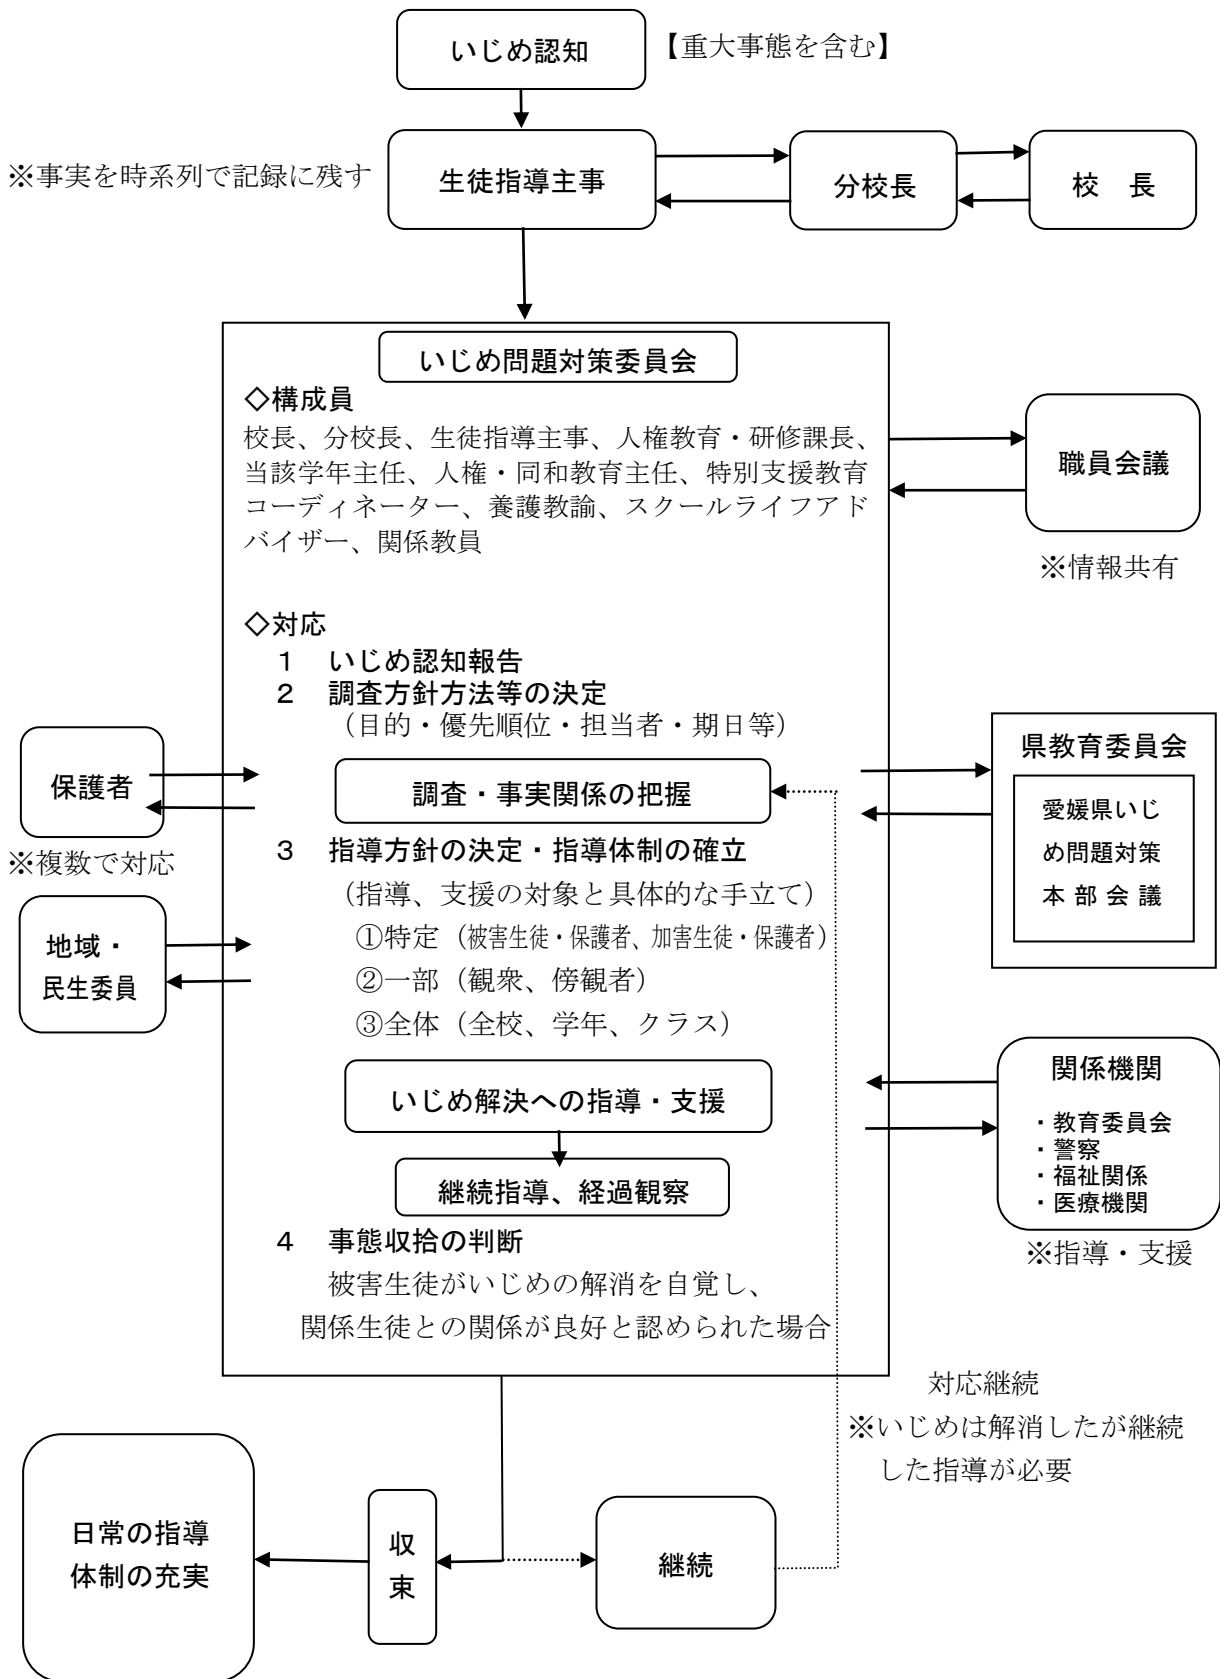 いじめ認知
【重大事態を含む】
※事実を時系列で記録に残す
生徒指導主事
分校長
校　長
いじめ問題対策委員会
◇構成員
校長、分校長、生徒指導主事、人権教育・研修課長、
当該学年主任、人権・同和教育主任、特別支援教育
コーディネーター、養護教諭、スクールライフアド
バイザー、関係教員
職員会議
※情報共有
◇対応
１　いじめ認知報告
２　調査方針方法等の決定
（目的・優先順位・担当者・期日等）
保護者
※複数で対応
調査・事実関係の把握
県教育委員会
愛媛県いじ
め問題対策
本部会議
３　指導方針の決定・指導体制の確立
（指導、支援の対象と具体的な手立て）
①特定（被害生徒・保護者、加害生徒・保護者）
②一部（観衆、傍観者）
③全体（全校、学年、クラス）
地域・
民生委員
いじめ解決への指導・支援
継続指導、経過観察
関係機関
・教育委員会
・警察
・福祉関係
・医療機関
※指導・支援
４　事態収拾の判断
被害生徒がいじめの解消を自覚し、
関係生徒との関係が良好と認められた場合
対応継続
※いじめは解消したが継続
した指導が必要
日常の指導
体制の充実
収
束
継続